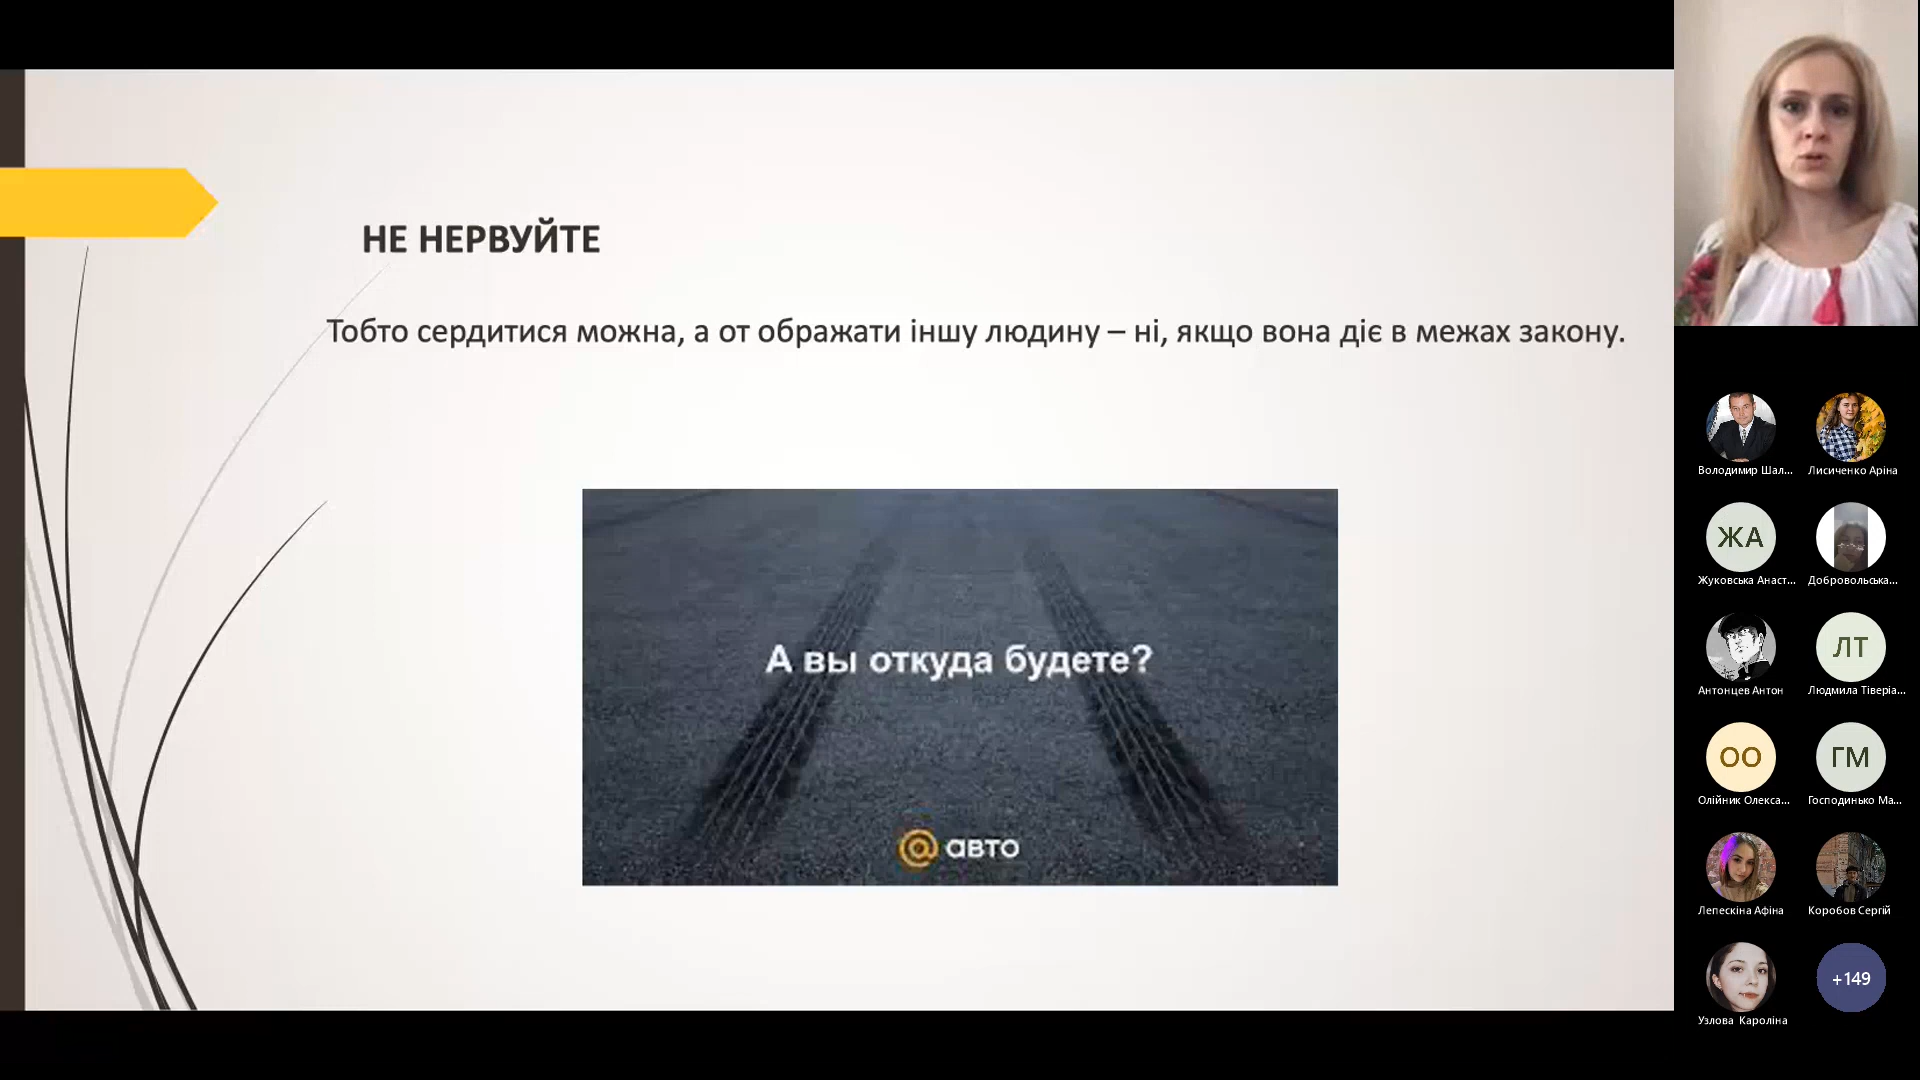 НЕ НЕРВУЙТЕ
Тобто сердитися можна, а от ображати іншу людину – ні, якщо вона діє в межах закону.
А вы откуда будете?
@ авто
Володимир Шал...
Лисиченко Аріна
ЖА
Жуковська Анаст...
Добровольська...
Антонцев Антон
ЛТ
Людмила Тіверіа...
ОО
Олійник Олекса...
ГМ
Господинько Ма...
Лепескіна Афіна
Коробов Сергій
Узлова Кароліна
+149